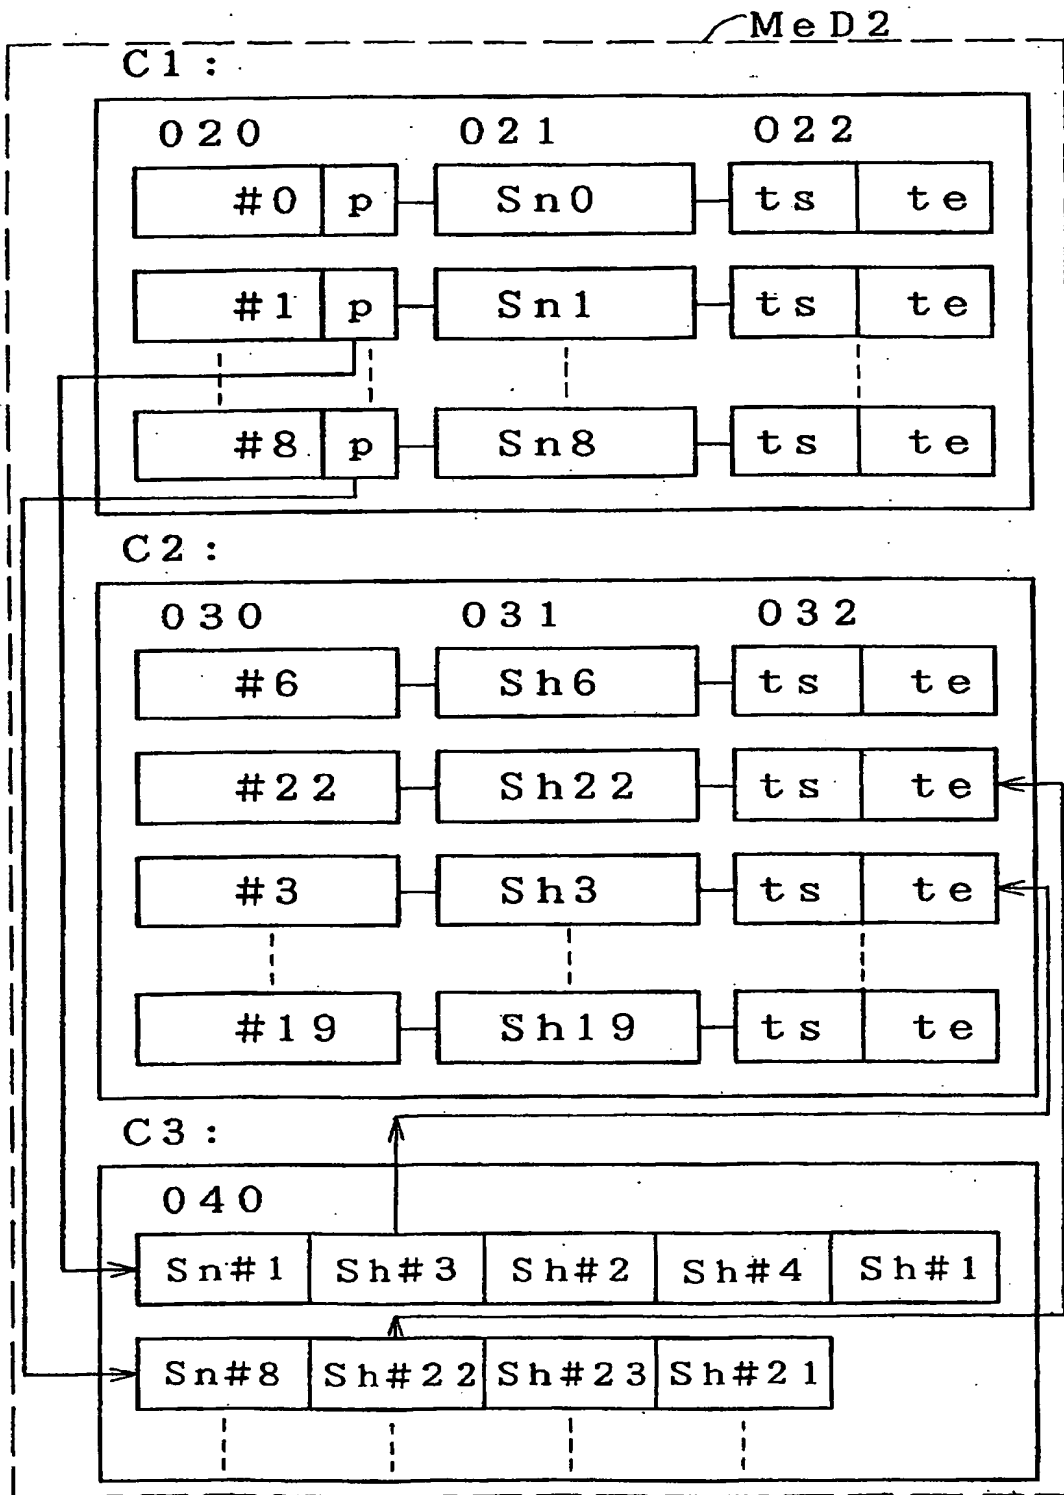 MeD2
C1:
020 021 022
#0 p Sn0 ts te
#1 p Sn1 ts te
#8 p Sn8 ts te
C2:
030 031 032
#6 Sh6 ts te
#22 Sh22 ts te
#3 Sh3 ts te
#19 Sh19 ts te
C3:
040
Sn#1 Sh#3 Sh#2 Sh#4 Sh#1
Sn#8 Sh#22 Sh#23 Sh#21